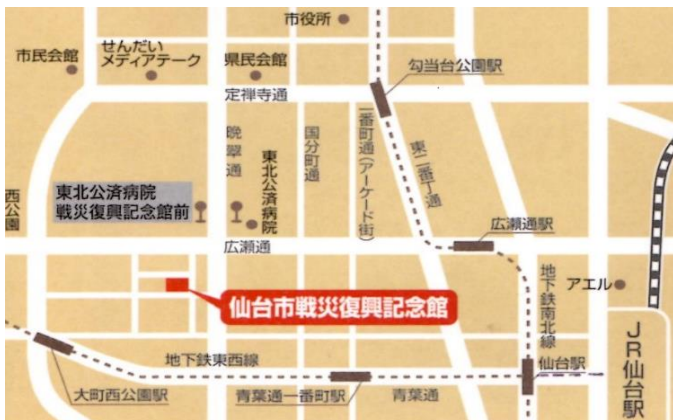 市役所
市民会館
せんだい
メディアテーク
県民会館
勾当台公園駅
定禅寺通
晩翠通
国分町通
一番町通(アーケード街)
東二番丁通
西公園
東北公済病院
戦災復興記念館前
東北公済病院
広瀬通
広瀬通駅
地下鉄南北線
アエル
仙台市戦災復興記念館
JR仙台駅
地下鉄東西線
仙台駅
大町西公園駅
青葉通一番町駅
青葉通